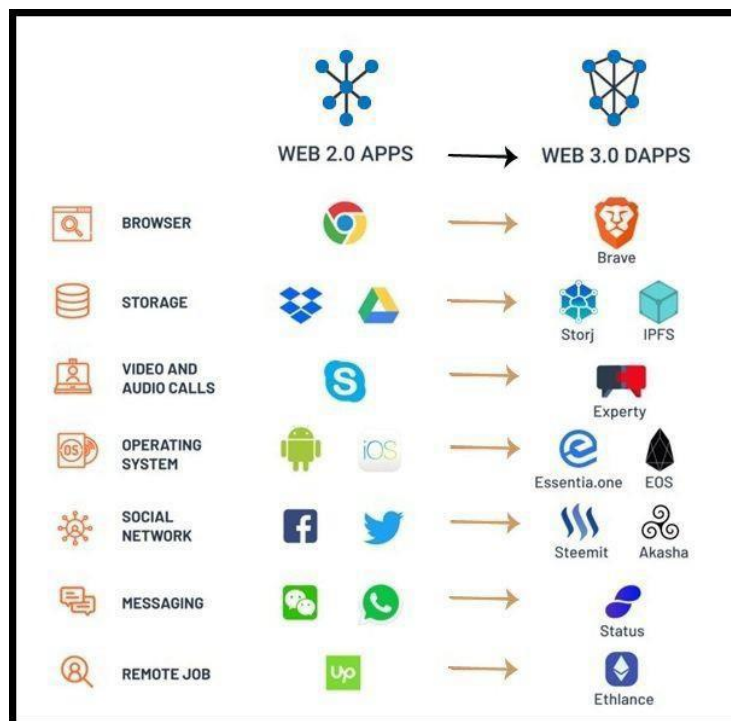 WEB 2.0 APPS
WEB 3.0 DAPPS
BROWSER
Brave
STORAGE
Storj
IPFS
VIDEO AND
AUDIO CALLS
S
Experty
OS
OPERATING
SYSTEM
iOS
Essentia.one
EOS
SOCIAL
NETWORK
f
Steemit
Akasha
MESSAGING
Status
REMOTE JOB
Up
Ethlance